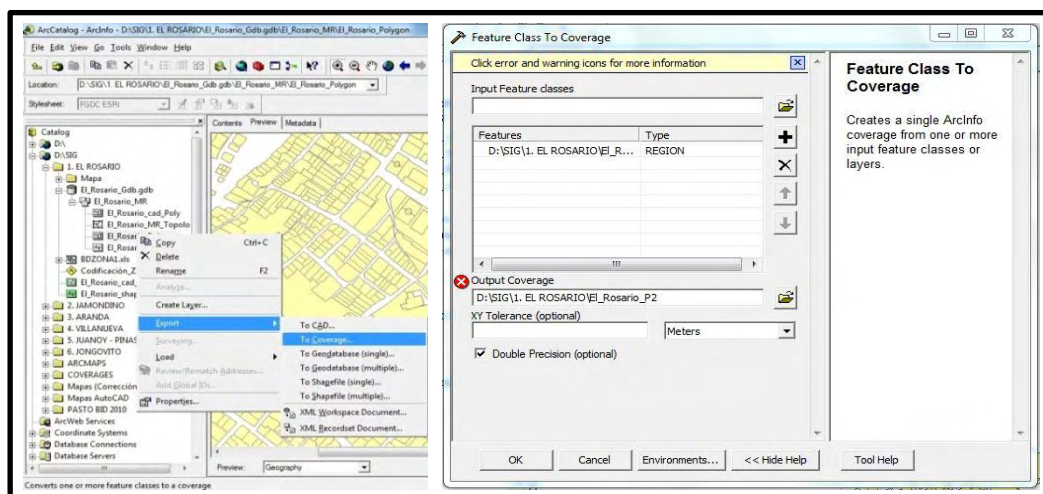 ArcCatalog - ArcInfo - D:\SIG\1. EL ROSARIO\El_Rosario_Gdb.gdb\El_Rosario_MR\El_Rosario_Polygon
File Edit View Go Tools Window Help
Location: D:\SIG\1. EL ROSARIO\El_Rosario_Gdb.gdb\El_Rosario_MR\El_Rosario_Polygon
Stylesheet: FGDC ESRI
Contents Preview Metadata
Catalog
D:\
D:\SIG
1. EL ROSARIO
Mapa
El_Rosario_Gdb.gdb
El_Rosario_MR
El_Rosario_cad_Poly
El_Rosario_MR_Topolo
El_Rosar
El_Rosar
BDZONA1.xls
Codificación_Z
El_Rosario_cad_
El_Rosario_shap
2. JAMONDINO
3. ARANDA
4. VILLANUEVA
5. JUANOY - PINAS
6. JONGOVITO
ARCMAPS
COVERAGES
Mapas (Corrección
Mapas AutoCAD
PASTO BID 2010
ArcWeb Services
Coordinate Systems
Database Connections
Database Servers
Copy Ctrl+C
Delete
Rename F2
Analyze...
Create Layer...
Export
Surveying...
Load
Review/Rematch Addresses...
Add Global IDs...
Properties...
To CAD...
To Coverage...
To Geodatabase (single)...
To Geodatabase (multiple)...
To Shapefile (single)...
To Shapefile (multiple)...
XML Workspace Document...
XML Recordset Document...
Preview: Geography
Converts one or more feature classes to a coverage
Feature Class To Coverage
Click error and warning icons for more information
Input Feature classes
Features Type
D:\SIG\1. EL ROSARIO\El_R... REGION
Output Coverage
D:\SIG\1. EL ROSARIO\El_Rosario_P2
XY Tolerance (optional)
Meters
Double Precision (optional)
OK Cancel Environments... << Hide Help Tool Help
Feature Class To
Coverage
Creates a single ArcInfo
coverage from one or more
input feature classes or
layers.